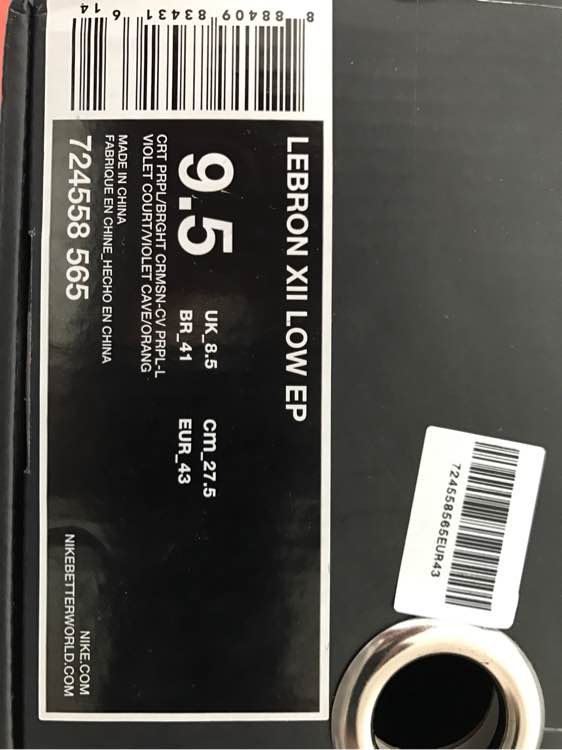 8 88409 83431 6 14
LEBRON XII LOW EP
9.5
UK_8.5 cm_27.5
BR_41 EUR_43
CRT PRPL/BRGHT CRMSN-CV PRPL-L
VIOLET COURT/VIOLET CAVE/ORANG
MADE IN CHINA
FABRIQUE EN CHINE_HECHO EN CHINA
724558 565
NIKE.COM
NIKEBETTERWORLD.COM
724558565EUR43